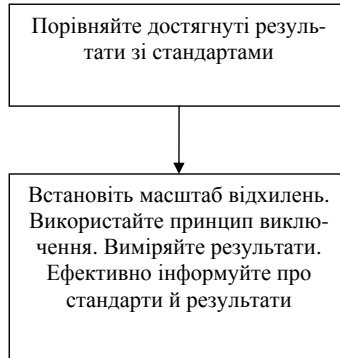 Порівняйте достягнуті резуль-
тати зі стандартами
Встановіть масштаб відхилень.
Використайте принцип виклю-
чення. Виміряйте результати.
Ефективно інформуйте про
стандарти й результати